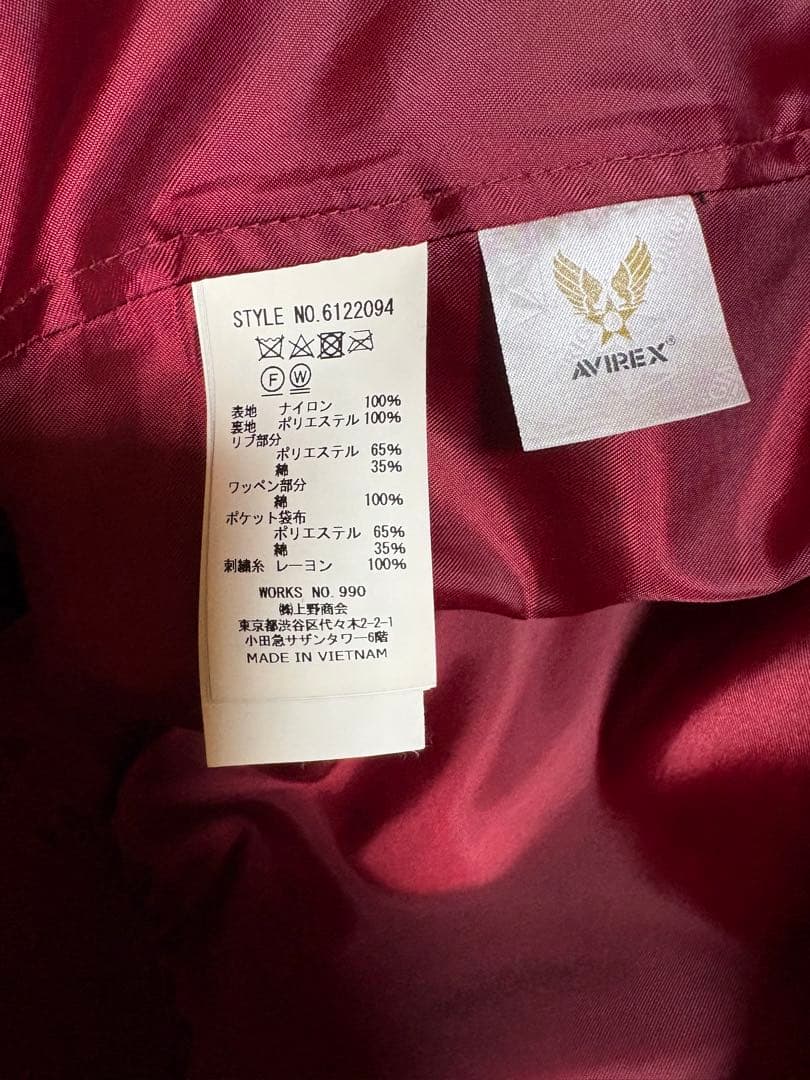 STYLE NO.6122094
F W
表地 ナイロン 100%
裏地 ポリエステル 100%
リブ部分
ポリエステル 65%
綿 35%
ワッペン部分
綿 100%
ポケット袋布
ポリエステル 65%
綿 35%
刺繍糸 レーヨン 100%
WORKS NO.990
㈱上野商会
東京都渋谷区代々木2-2-1
小田急サザンタワー6階
MADE IN VIETNAM
AVIREX®